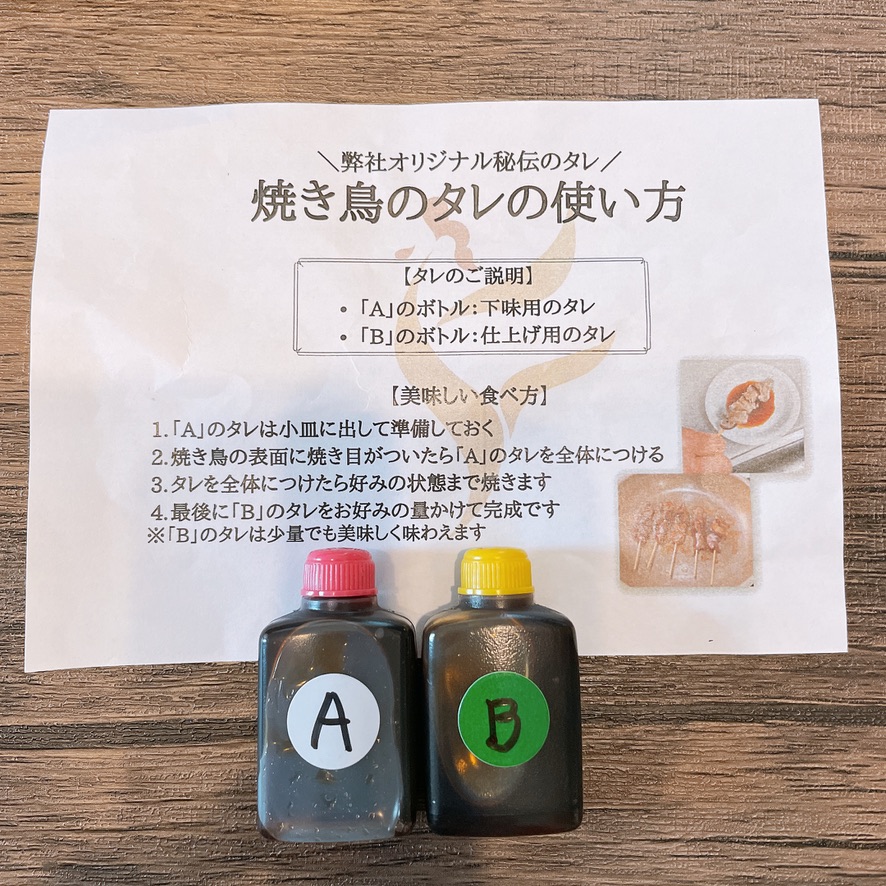 ＼弊社オリジナル秘伝のタレ／
焼き鳥のタレの使い方
【タレのご説明】
・「A」のボトル：下味用のタレ
・「B」のボトル：仕上げ用のタレ
【美味しい食べ方】
1.「A」のタレは小皿に出して準備しておく
2.焼き鳥の表面に焼き目がついたら「A」のタレを全体につける
3.タレを全体につけたら好みの状態まで焼きます
4.最後に「B」のタレをお好みの量かけて完成です
※「B」のタレは少量でも美味しく味わえます
A
B